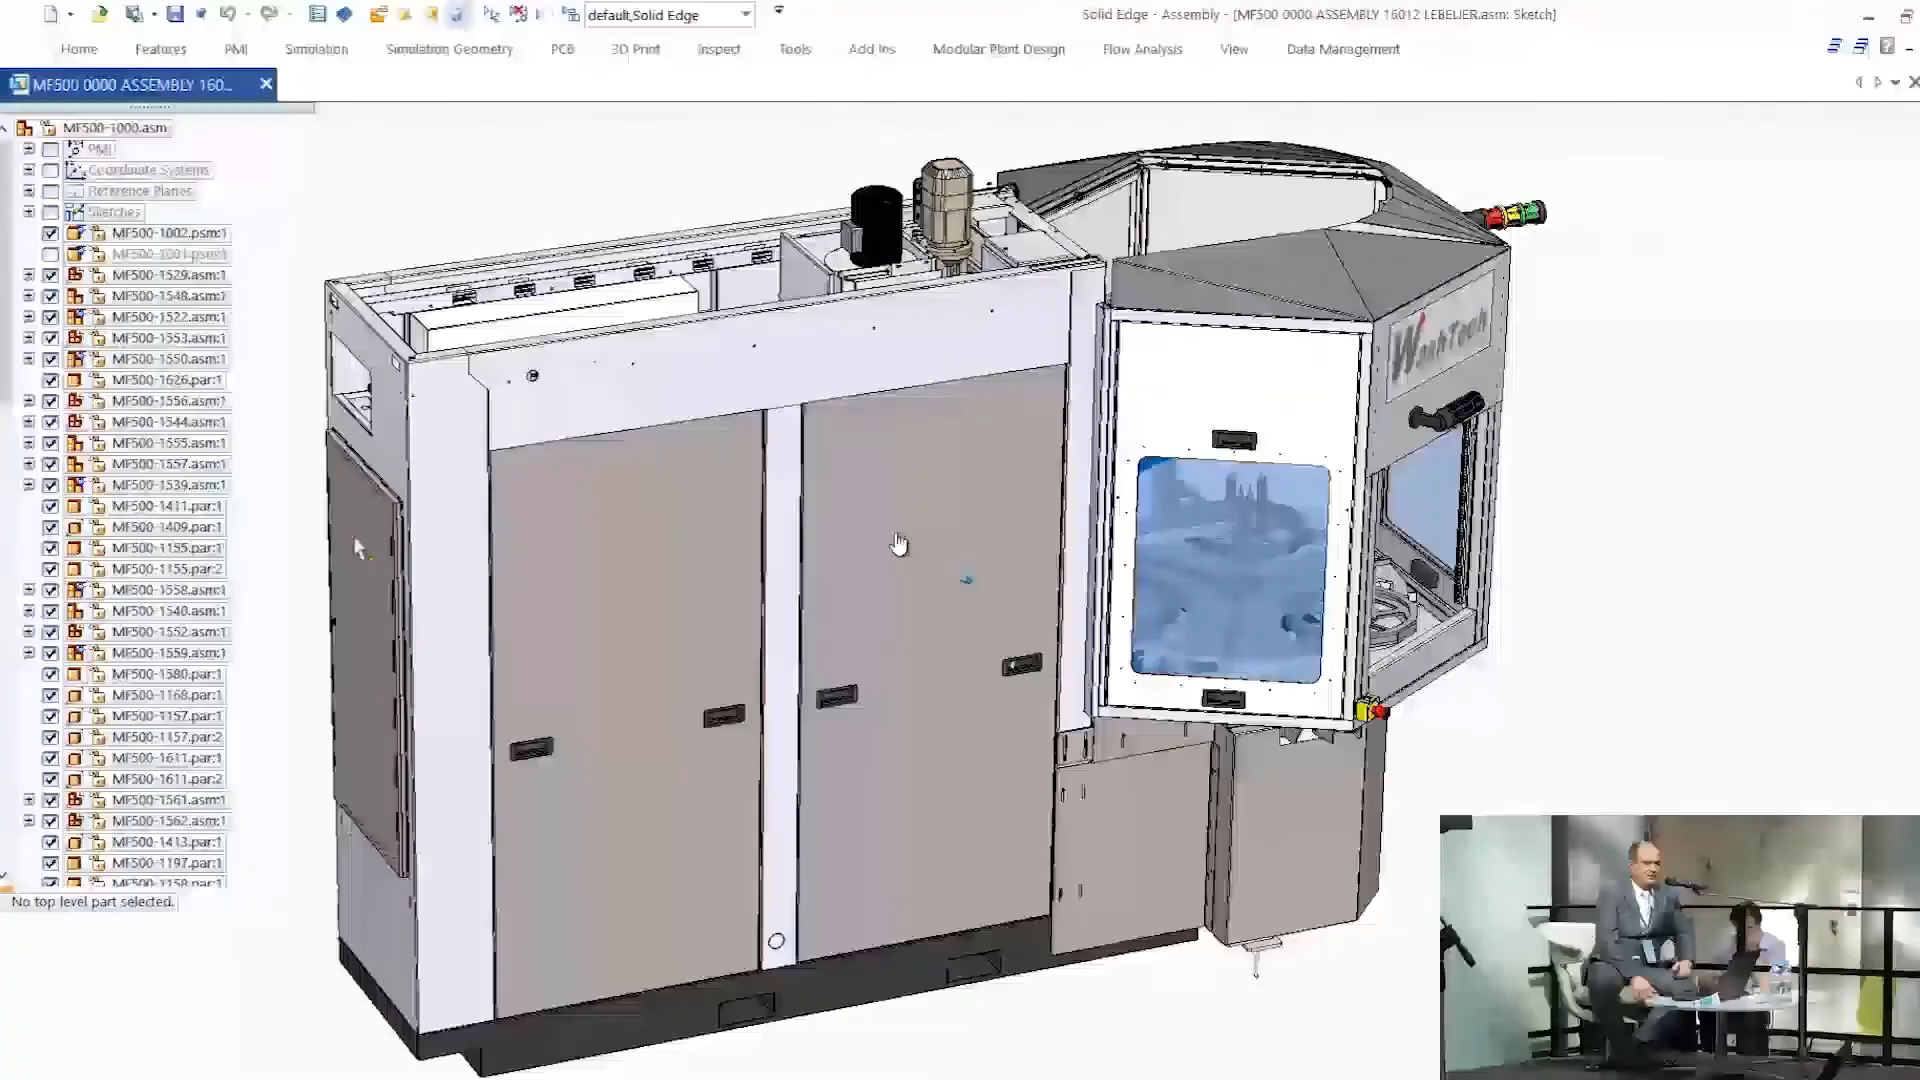 default,Solid Edge
Solid Edge - Assembly - [MF500 0000 ASSEMBLY 16012 LEBELIER.asm: Sketch]
Home Features PMI Simulation Simulation Geometry PCB 3D Print Inspect Tools Add Ins Modular Plant Design Flow Analysis View Data Management
MF500 0000 ASSEMBLY 160...
MF500-1000.asm
PMI
Coordinate Systems
Reference Planes
Sketches
MF500-1002.psm:1
MF500-1001.psm:1
MF500-1529.asm:1
MF500-1548.asm:1
MF500-1522.asm:1
MF500-1553.asm:1
MF500-1550.asm:1
MF500-1626.par:1
MF500-1556.asm:1
MF500-1544.asm:1
MF500-1555.asm:1
MF500-1557.asm:1
MF500-1539.asm:1
MF500-1411.par:1
MF500-1409.par:1
MF500-1155.par:1
MF500-1155.par:2
MF500-1558.asm:1
MF500-1540.asm:1
MF500-1552.asm:1
MF500-1559.asm:1
MF500-1580.par:1
MF500-1168.par:1
MF500-1157.par:1
MF500-1157.par:2
MF500-1611.par:1
MF500-1611.par:2
MF500-1561.asm:1
MF500-1562.asm:1
MF500-1413.par:1
MF500-1197.par:1
MF500-1158.par:1
No top level part selected.
WashTech